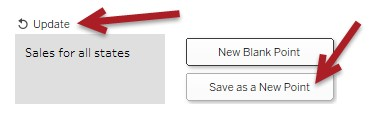 Update
Sales for all states
New Blank Point
Save as a New Point